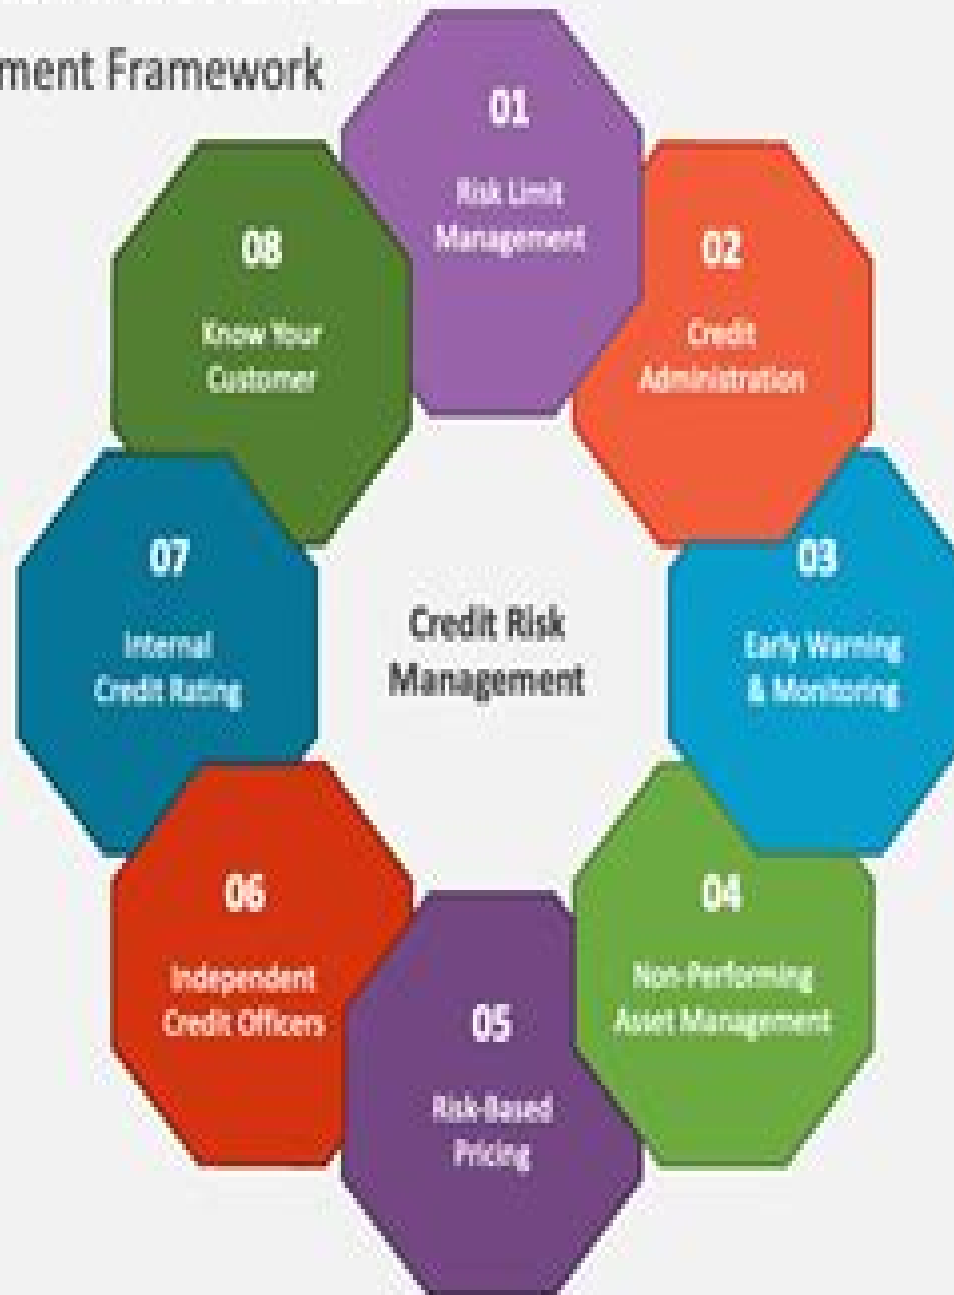 ment Framework
01
Risk Limit
Management
02
Credit
Administration
03
Early Warning
& Monitoring
04
Non-Performing
Asset Management
05
Risk-Based
Pricing
06
Independent
Credit Officers
07
Internal
Credit Rating
08
Know Your
Customer
Credit Risk
Management